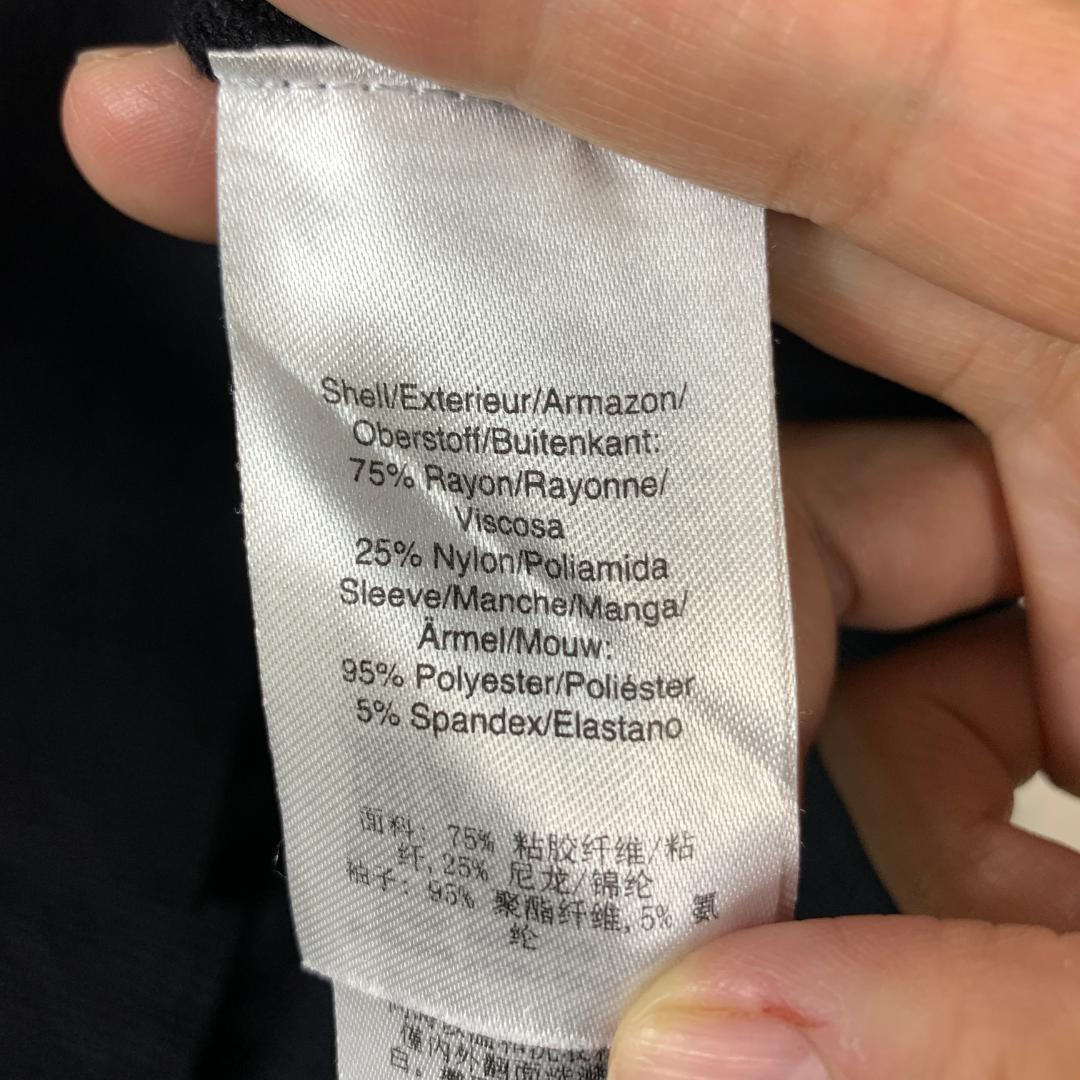 Shell/Exterieur/Armazon/
Oberstoff/Buitenkant:
75% Rayon/Rayonne/
Viscosa
25% Nylon/Poliamida
Sleeve/Manche/Manga/
Ärmel/Mouw:
95% Polyester/Poliéster
5% Spandex/Elastano
面料: 75% 粘胶纤维/粘
纤,25% 尼龙/锦纶
袖子: 95% 聚酯纤维,5% 氨
纶